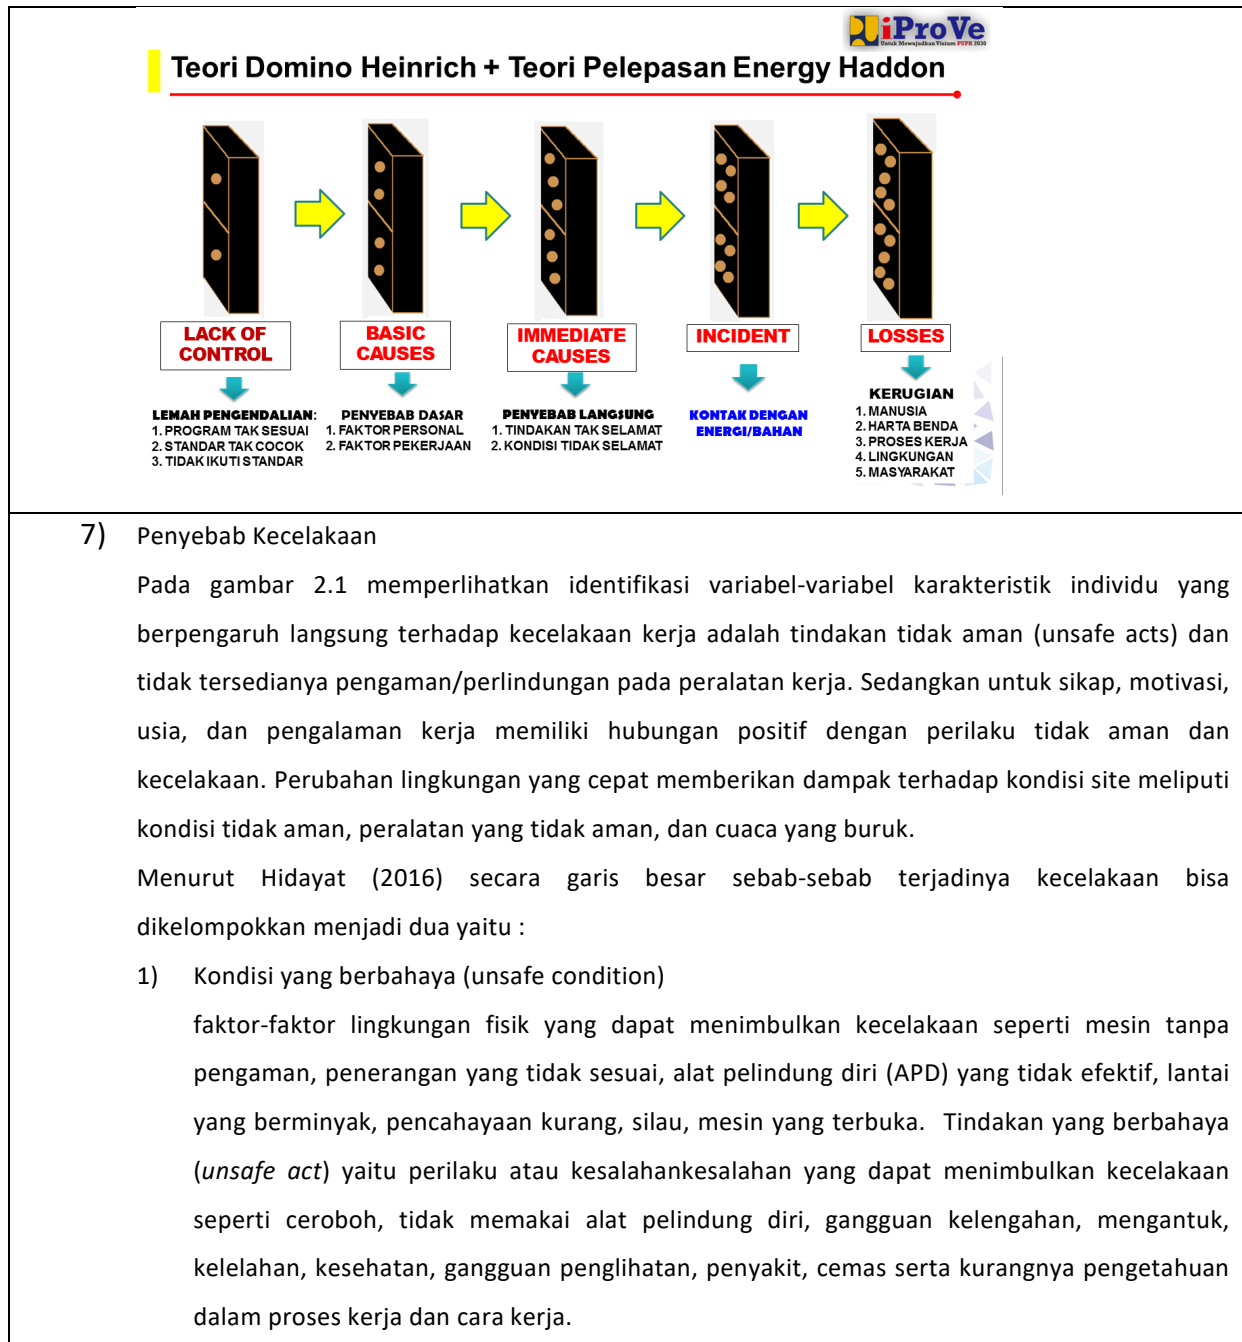 iProVe
Untuk Mewujudkan Visium PUPR 2030
Teori Domino Heinrich + Teori Pelepasan Energy Haddon
LACK OF
CONTROL
BASIC
CAUSES
IMMEDIATE
CAUSES
INCIDENT
LOSSES
LEMAH PENGENDALIAN:
1. PROGRAM TAK SESUAI
2. STANDAR TAK COCOK
3. TIDAK IKUTI STANDAR
PENYEBAB DASAR
1. FAKTOR PERSONAL
2. FAKTOR PEKERJAAN
PENYEBAB LANGSUNG
1. TINDAKAN TAK SELAMAT
2. KONDISI TIDAK SELAMAT
KONTAK DENGAN
ENERGI/BAHAN
KERUGIAN
1. MANUSIA
2. HARTA BENDA
3. PROSES KERJA
4. LINGKUNGAN
5. MASYARAKAT
7) Penyebab Kecelakaan
Pada gambar 2.1 memperlihatkan identifikasi variabel-variabel karakteristik individu yang
berpengaruh langsung terhadap kecelakaan kerja adalah tindakan tidak aman (unsafe acts) dan
tidak tersedianya pengaman/perlindungan pada peralatan kerja. Sedangkan untuk sikap, motivasi,
usia, dan pengalaman kerja memiliki hubungan positif dengan perilaku tidak aman dan
kecelakaan. Perubahan lingkungan yang cepat memberikan dampak terhadap kondisi site meliputi
kondisi tidak aman, peralatan yang tidak aman, dan cuaca yang buruk.
Menurut Hidayat (2016) secara garis besar sebab-sebab terjadinya kecelakaan bisa
dikelompokkan menjadi dua yaitu :
1) Kondisi yang berbahaya (unsafe condition)
faktor-faktor lingkungan fisik yang dapat menimbulkan kecelakaan seperti mesin tanpa
pengaman, penerangan yang tidak sesuai, alat pelindung diri (APD) yang tidak efektif, lantai
yang berminyak, pencahayaan kurang, silau, mesin yang terbuka. Tindakan yang berbahaya
(unsafe act) yaitu perilaku atau kesalahankesalahan yang dapat menimbulkan kecelakaan
seperti ceroboh, tidak memakai alat pelindung diri, gangguan kelengahan, mengantuk,
kelelahan, kesehatan, gangguan penglihatan, penyakit, cemas serta kurangnya pengetahuan
dalam proses kerja dan cara kerja.